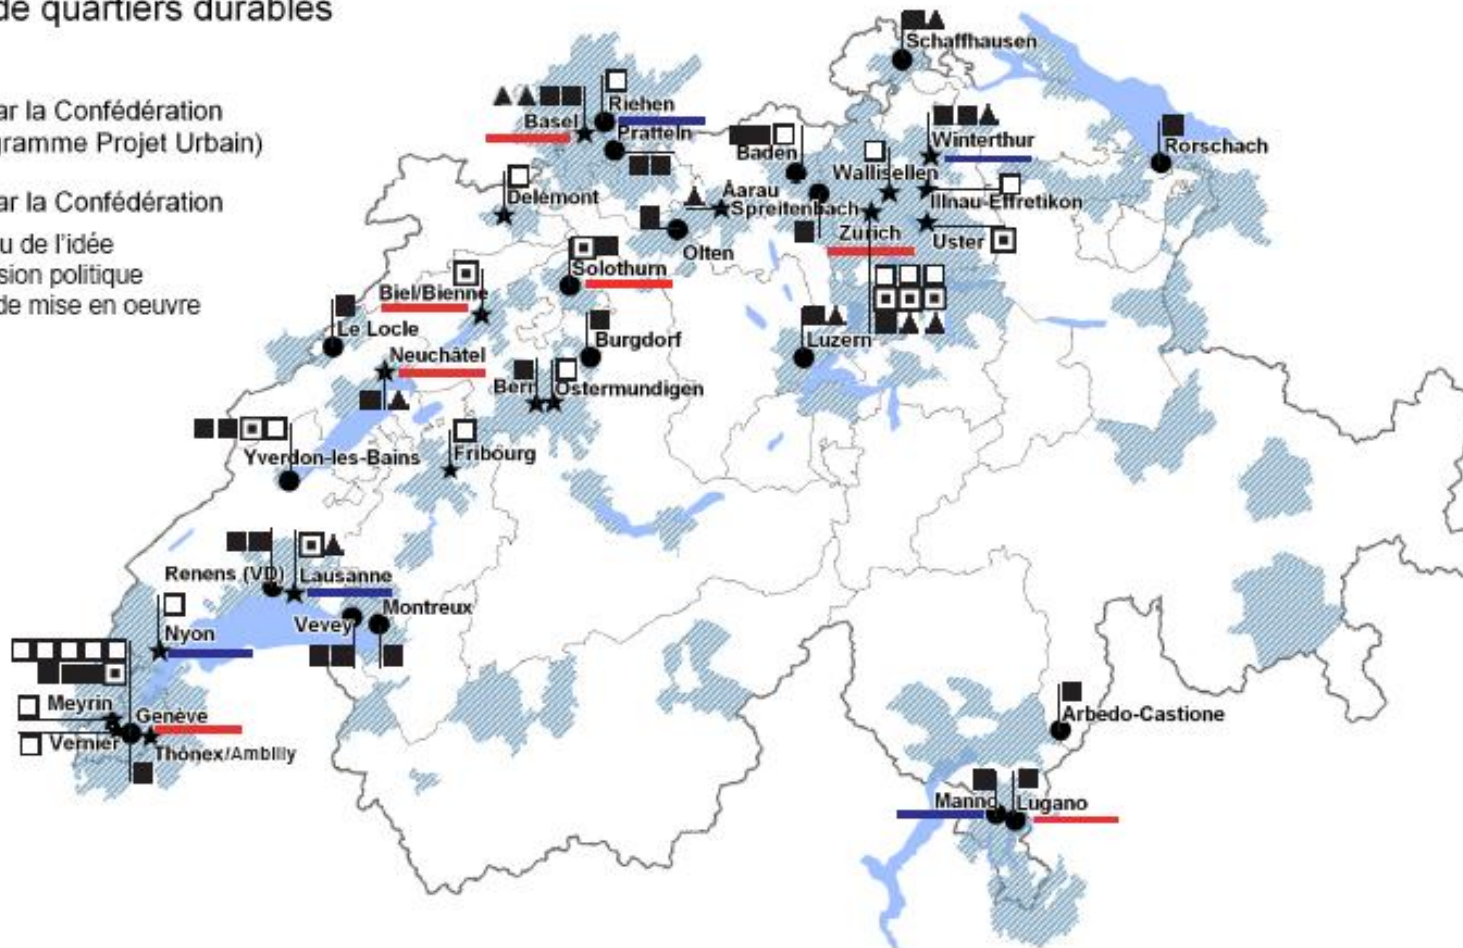 de quartiers durables
ar la Confédération
gramme Projet Urbain)
ar la Confédération
u de l'idée
sion politique
de mise en oeuvre
Schaffhausen
Riehen
Basel
Pratteln
Winterthur
Rorschach
Baden
Wallisellen
Delémont
Aarau
Illnau-Effretikon
Spreitenbach
Zürich
Uster
Olten
Solothurn
Biel/Bienne
Le Locle
Burgdorf
Luzern
Neuchâtel
Bern
Ostermundigen
Yverdon-les-Bains
Fribourg
Renens (VD)
Lausanne
Montreux
Vevey
Nyon
Meyrin
Genève
Vernier
Thônex/Ambilly
Arbedo-Castione
Manno
Lugano